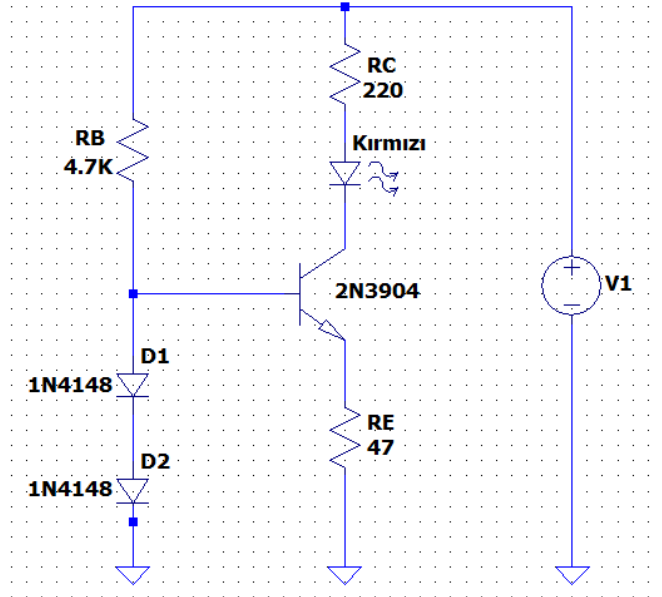 RC
220
RB
4.7K
Kırmızı
2N3904
V1
D1
1N4148
RE
47
D2
1N4148